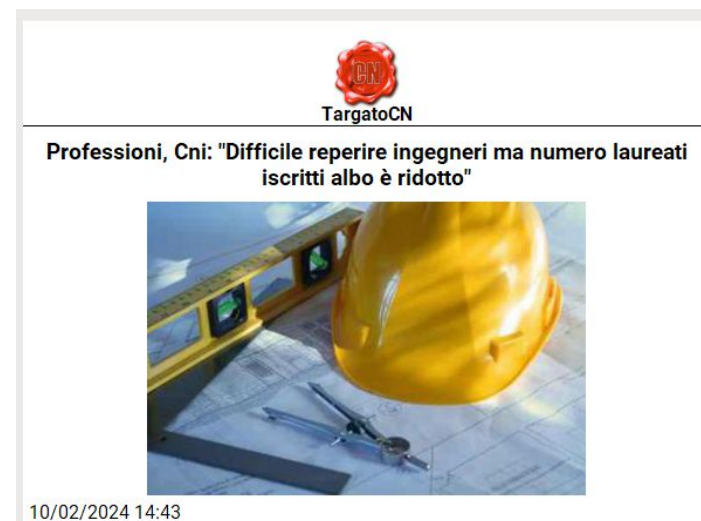 CN
TargatoCN
Professioni, Cni: "Difficile reperire ingegneri ma numero laureati
iscritti albo è ridotto"
10/02/2024 14:43